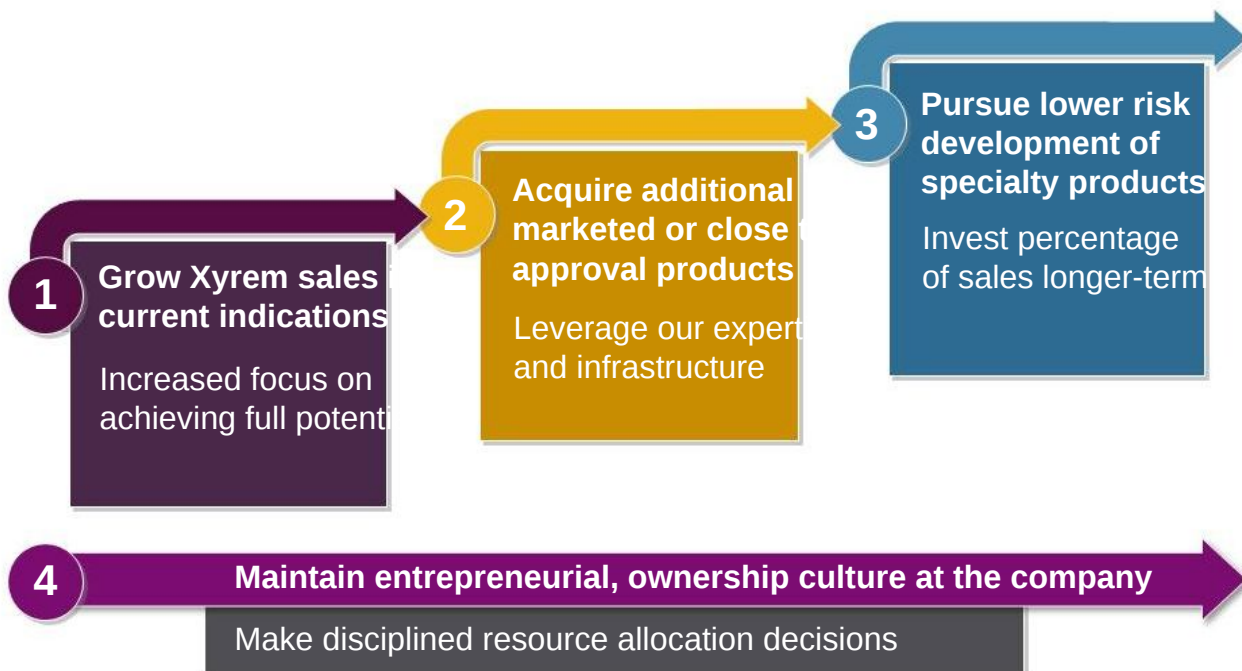 1
Grow Xyrem sales
current indications
Increased focus on
achieving full potenti
2
Acquire additional
marketed or close t
approval products
Leverage our expert
and infrastructure
3
Pursue lower risk
development of
specialty products
Invest percentage
of sales longer-term
4
Maintain entrepreneurial, ownership culture at the company
Make disciplined resource allocation decisions